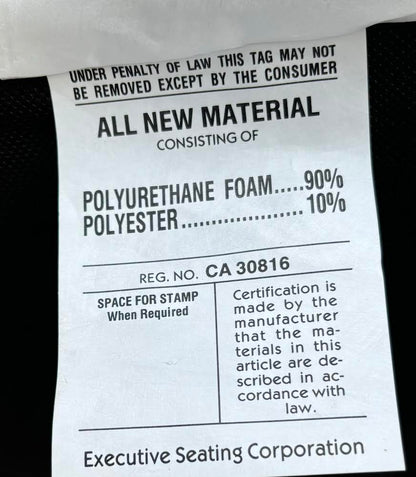 UNDER PENALTY OF LAW THIS TAG MAY NOT
BE REMOVED EXCEPT BY THE CONSUMER
ALL NEW MATERIAL
CONSISTING OF
POLYURETHANE FOAM.....90%
POLYESTER....................10%
REG. NO. CA 30816
SPACE FOR STAMP
When Required
Certification is
made by the
manufacturer
that the ma-
terials in this
article are de-
scribed in ac-
cordance with
law.
Executive Seating Corporation